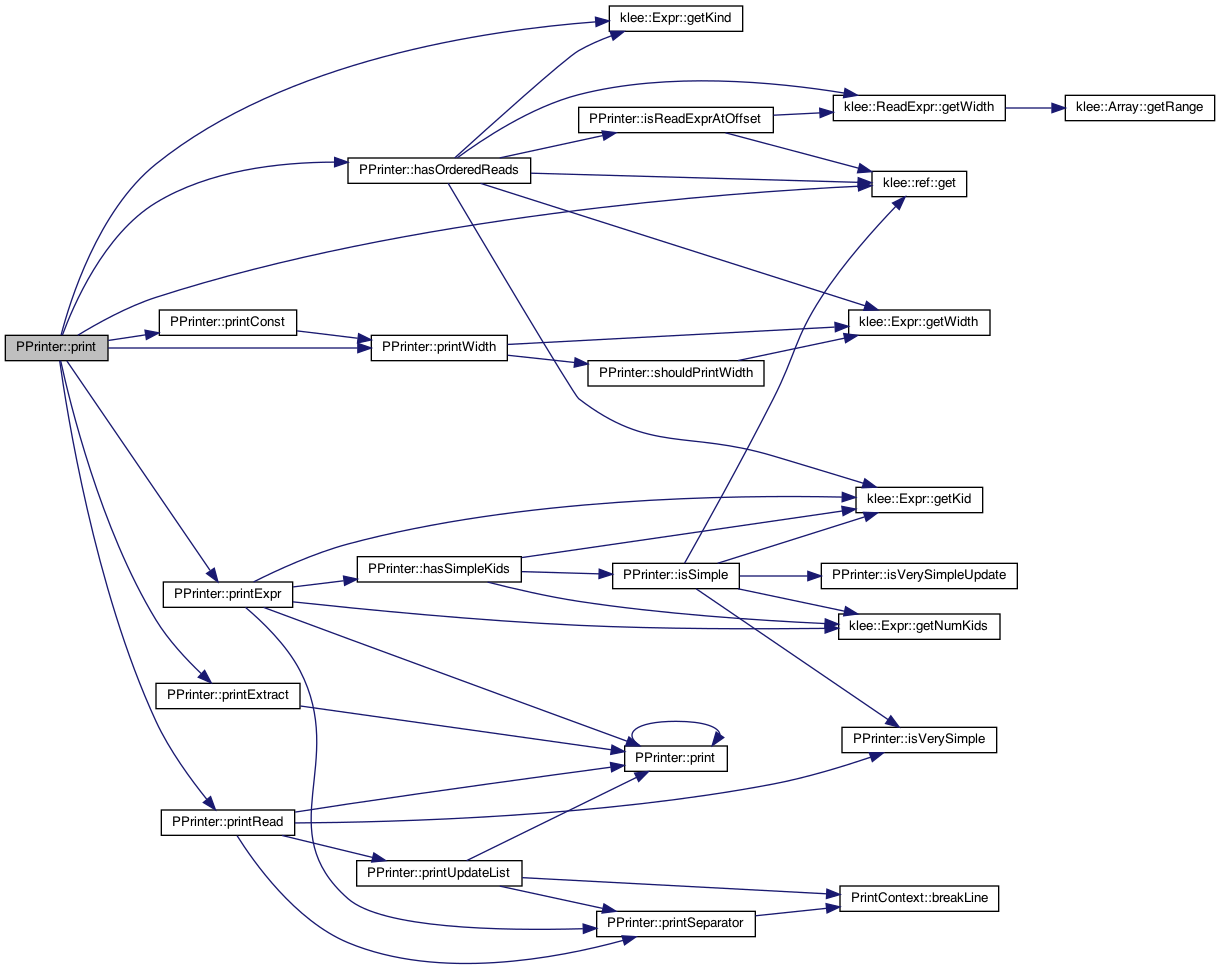 klee::Expr::getKind
klee::ReadExpr::getWidth
klee::Array::getRange
PPrinter::isReadExprAtOffset
PPrinter::hasOrderedReads
klee::ref::get
PPrinter::printConst
klee::Expr::getWidth
PPrinter::print
PPrinter::printWidth
PPrinter::shouldPrintWidth
klee::Expr::getKid
PPrinter::hasSimpleKids
PPrinter::isSimple
PPrinter::isVerySimpleUpdate
PPrinter::printExpr
klee::Expr::getNumKids
PPrinter::printExtract
PPrinter::isVerySimple
PPrinter::print
PPrinter::printRead
PPrinter::printUpdateList
PrintContext::breakLine
PPrinter::printSeparator